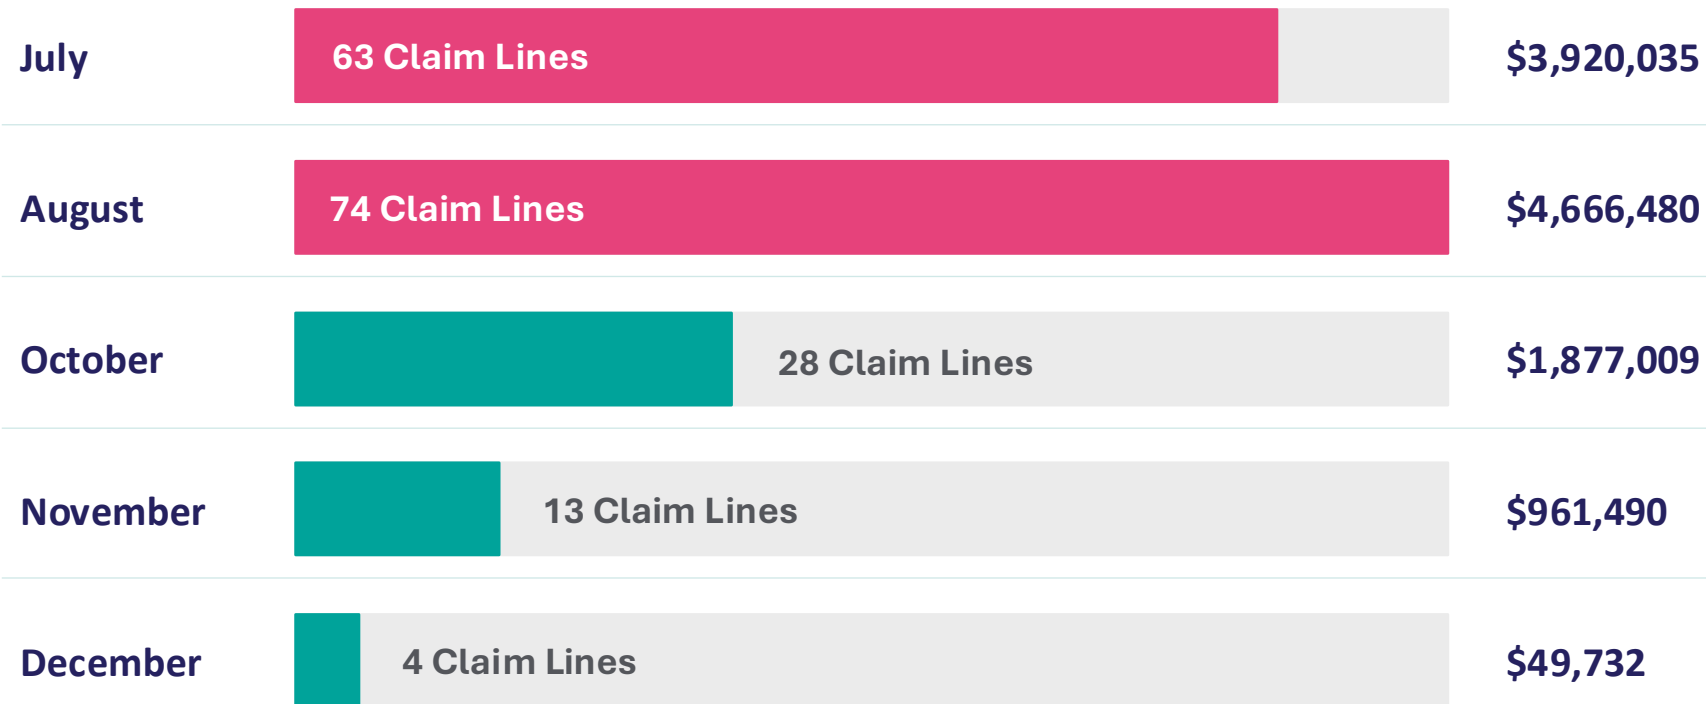 July 63 Claim Lines $3,920,035
August 74 Claim Lines $4,666,480
October 28 Claim Lines $1,877,009
November 13 Claim Lines $961,490
December 4 Claim Lines $49,732